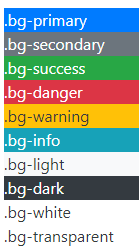 .bg-primary
.bg-secondary
.bg-success
.bg-danger
.bg-warning
.bg-info
.bg-light
.bg-dark
.bg-white
.bg-transparent